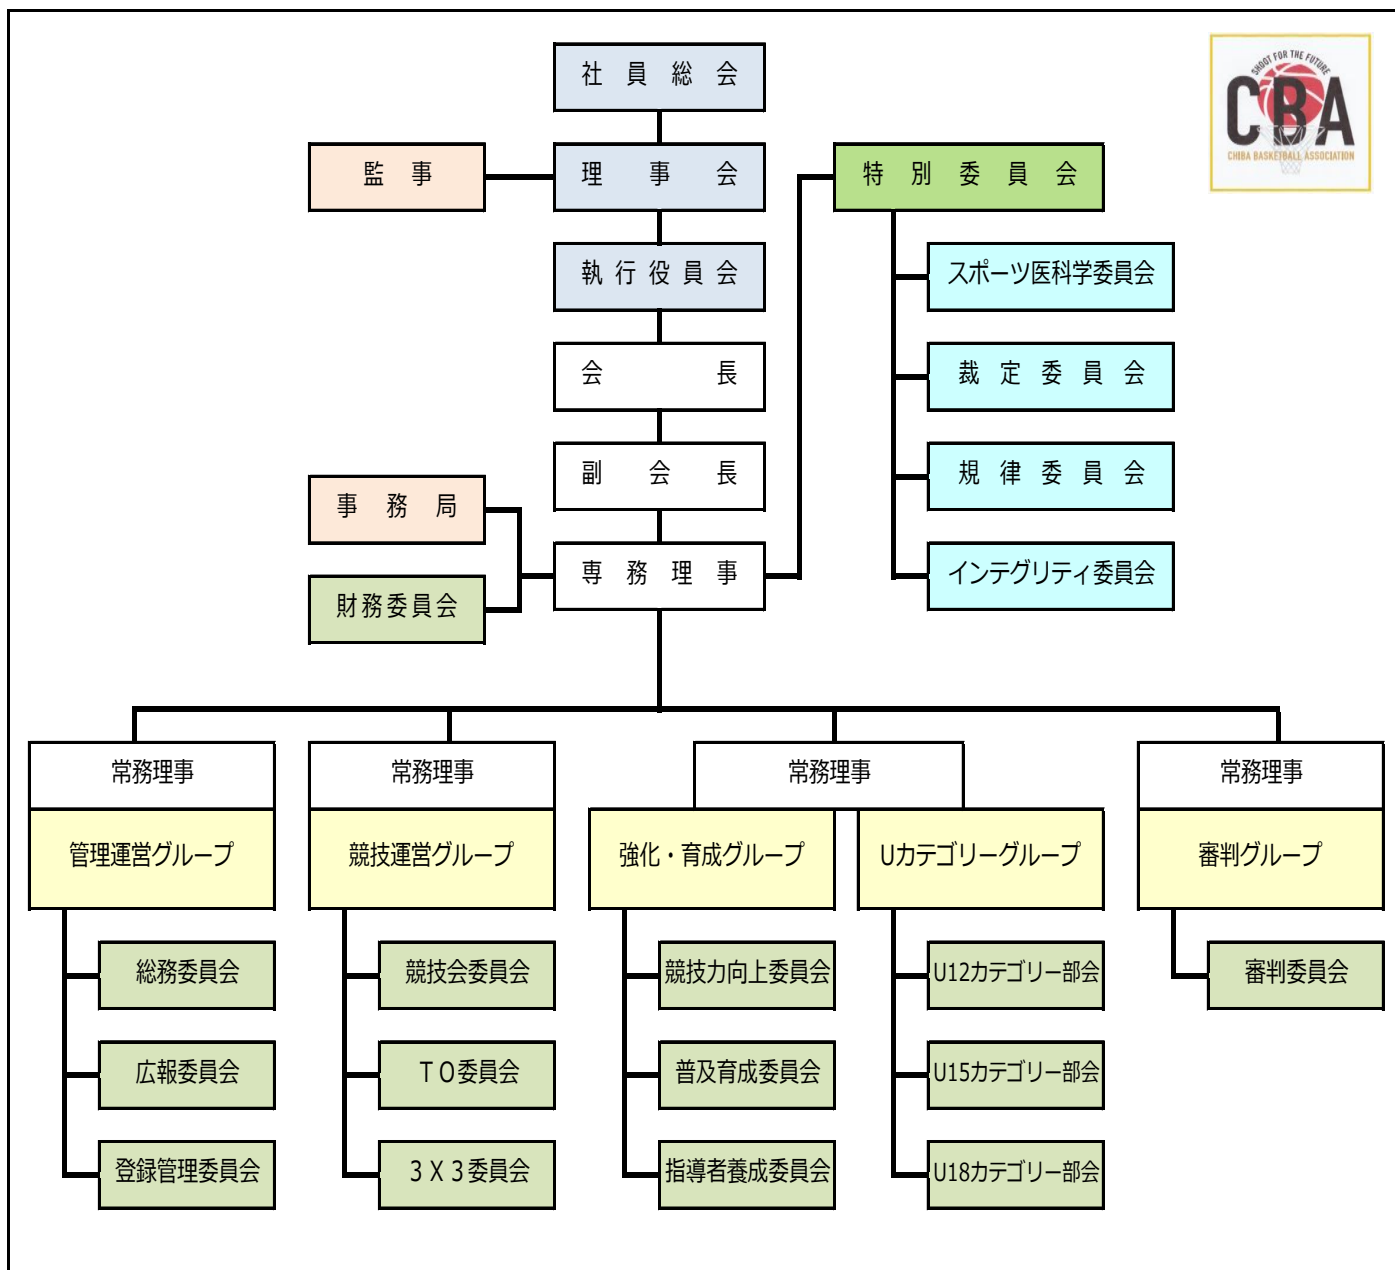 社員総会
SHOOT FOR THE FUTURE
CBA
CHIBA BASKETBALL ASSOCIATION
監事
理事会
特別委員会
執行役員会
スポーツ医科学委員会
会長
裁定委員会
副会長
規律委員会
事務局
専務理事
インテグリティ委員会
財務委員会
常務理事
常務理事
常務理事
常務理事
管理運営グループ
競技運営グループ
強化・育成グループ
Uカテゴリーグループ
審判グループ
総務委員会
競技会委員会
競技力向上委員会
U12カテゴリー部会
審判委員会
広報委員会
TO委員会
普及育成委員会
U15カテゴリー部会
登録管理委員会
3X3委員会
指導者養成委員会
U18カテゴリー部会